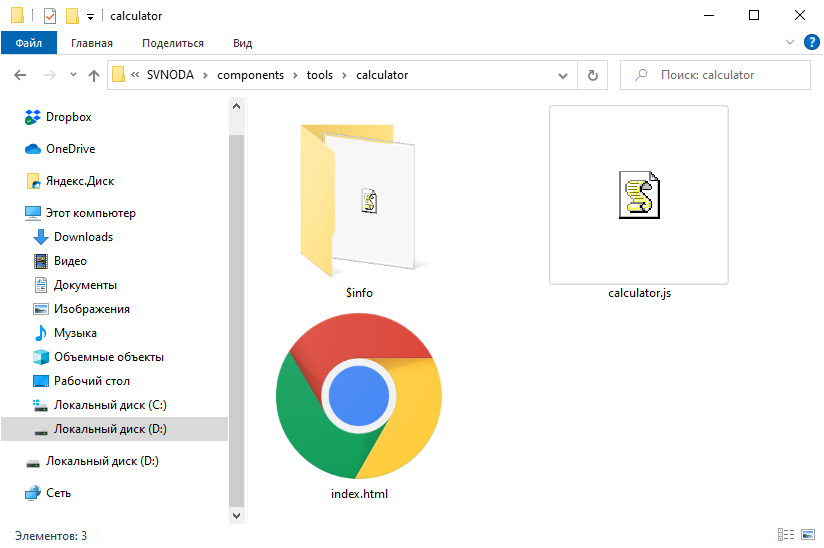 calculator
Файл Главная Поделиться Вид
« SVNODA › components › tools › calculator
Поиск: calculator
Dropbox
OneDrive
Яндекс.Диск
Этот компьютер
Downloads
Видео
Документы
Изображения
Музыка
Объемные объекты
Рабочий стол
Локальный диск (C:)
Локальный диск (D:)
Локальный диск (D:)
Сеть
$info
calculator.js
index.html
Элементов: 3